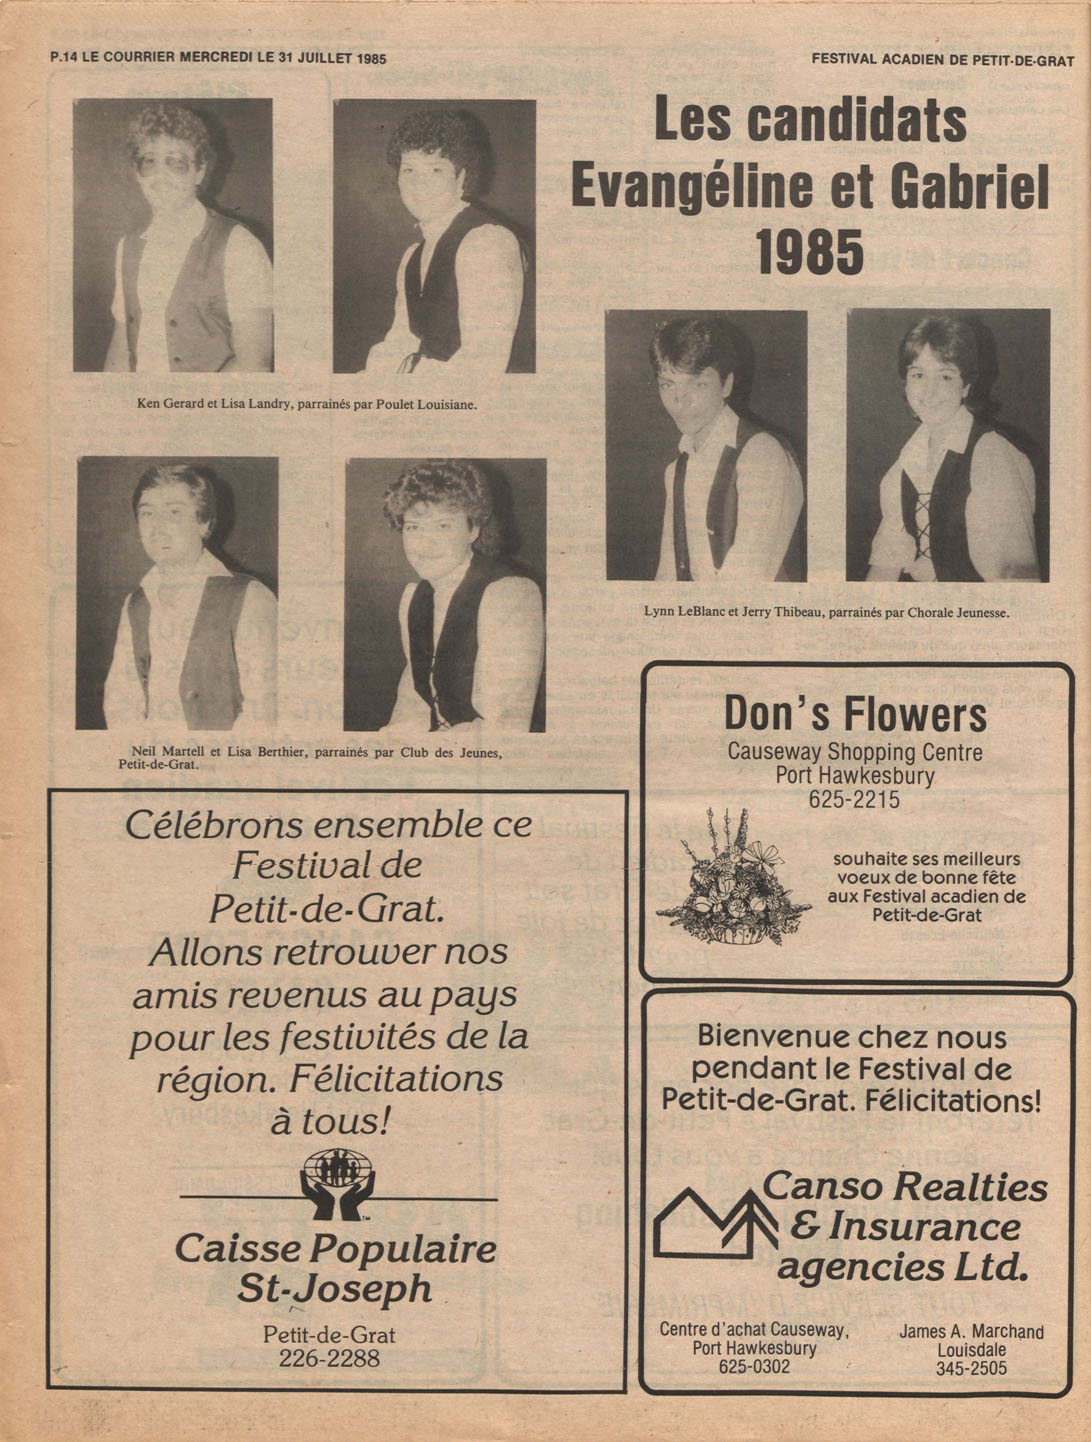 P.14 LE COURRIER MERCREDI LE 31 JUILLET 1985
FESTIVAL ACADIEN DE PETIT-DE-GRAT
Les candidats
Evangéline et Gabriel
1985
Ken Gerard et Lisa Landry, parrainés par Poulet Louisiane.
Lynn LeBlanc et Jerry Thibeau, parrainés par Chorale Jeunesse.
Neil Martell et Lisa Berthier, parrainés par Club des Jeunes,
Petit-de-Grat.
Célébrons ensemble ce
Festival de
Petit-de-Grat.
Allons retrouver nos
amis revenus au pays
pour les festivités de la
région. Félicitations
à tous!
TM
Caisse Populaire
St-Joseph
Petit-de-Grat
226-2288
Don's Flowers
Causeway Shopping Centre
Port Hawkesbury
625-2215
souhaite ses meilleurs
voeux de bonne fête
aux Festival acadien de
Petit-de-Grat
Bienvenue chez nous
pendant le Festival de
Petit-de-Grat. Félicitations!
Canso Realties
& Insurance
agencies Ltd.
Centre d'achat Causeway,
Port Hawkesbury
625-0302
James A. Marchand
Louisdale
345-2505